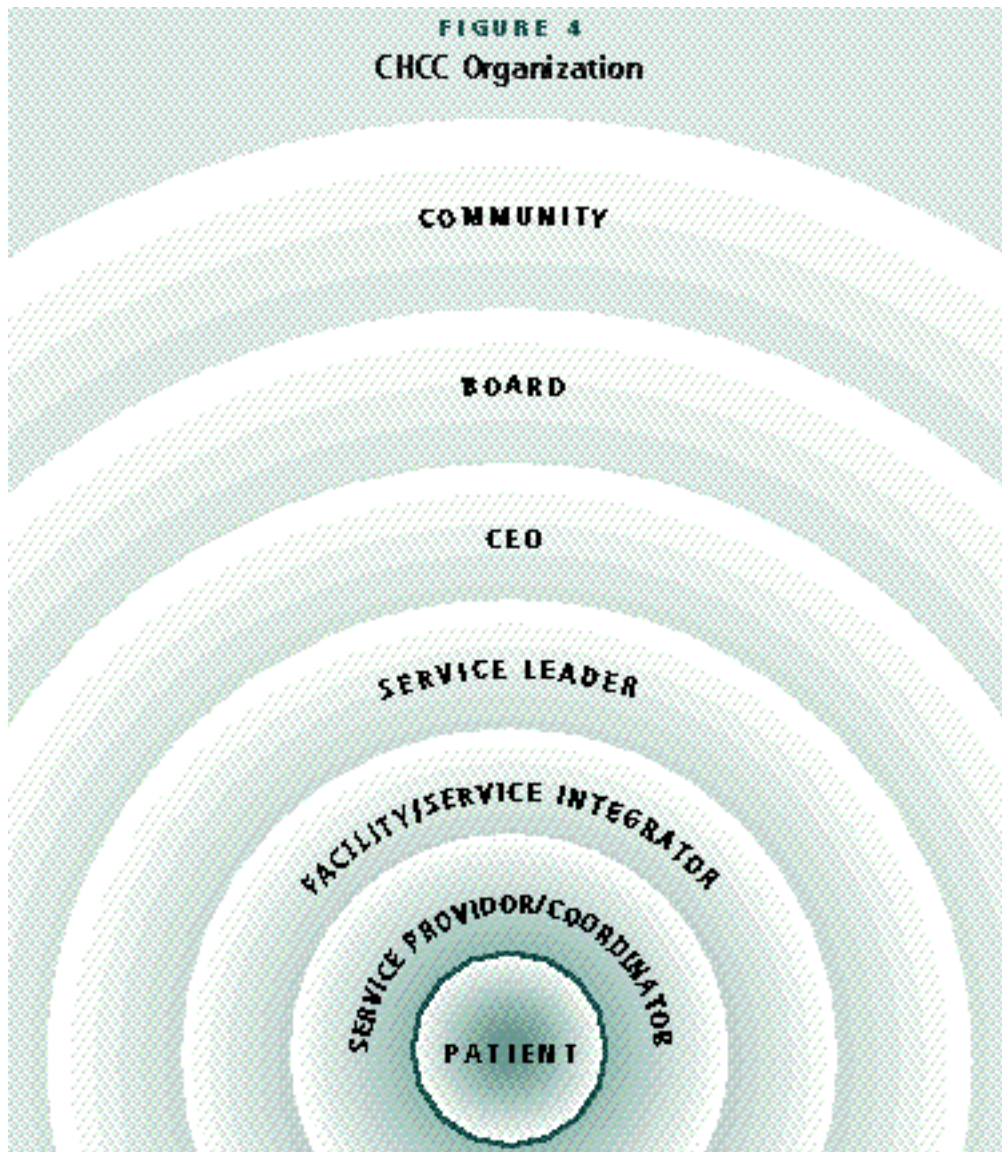 FIGURE 4
CHCC Organization
COMMUNITY
BOARD
CEO
SERVICE LEADER
FACILITY/SERVICE INTEGRATOR
SERVICE PROVIDOR/COORDINATOR
PATIENT